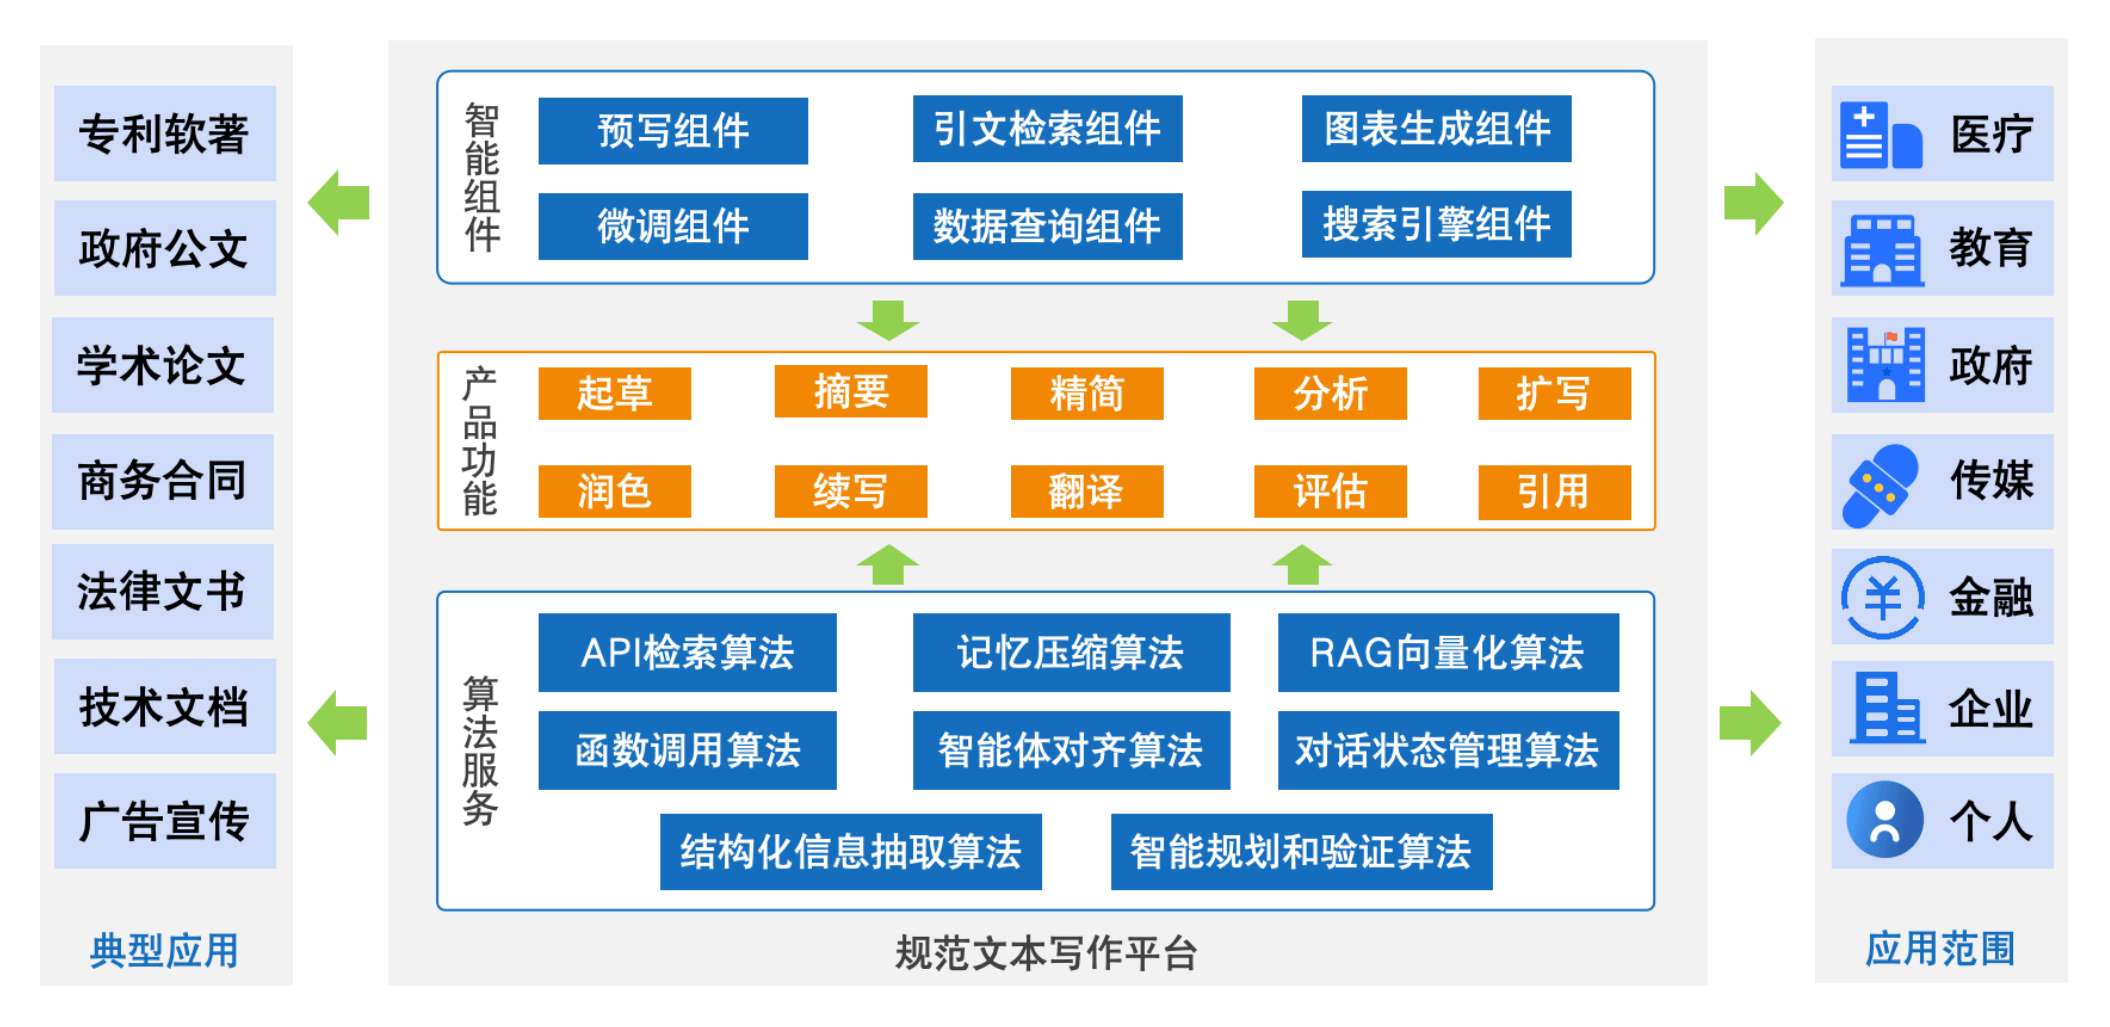 专利软著
政府公文
学术论文
商务合同
法律文书
技术文档
广告宣传
典型应用
智能组件
预写组件
引文检索组件
图表生成组件
微调组件
数据查询组件
搜索引擎组件
产品功能
起草
摘要
精简
分析
扩写
润色
续写
翻译
评估
引用
算法服务
API检索算法
记忆压缩算法
RAG向量化算法
函数调用算法
智能体对齐算法
对话状态管理算法
结构化信息抽取算法
智能规划和验证算法
规范文本写作平台
医疗
教育
政府
传媒
金融
企业
个人
应用范围